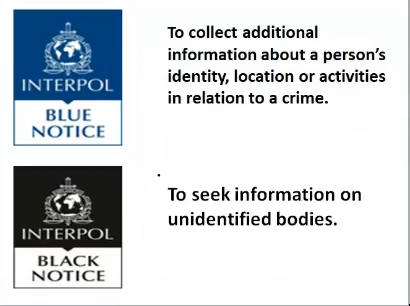 INTERPOL
BLUE
NOTICE
To collect additional
information about a person's
identity, location or activities
in relation to a crime.
INTERPOL
BLACK
NOTICE
To seek information on
unidentified bodies.